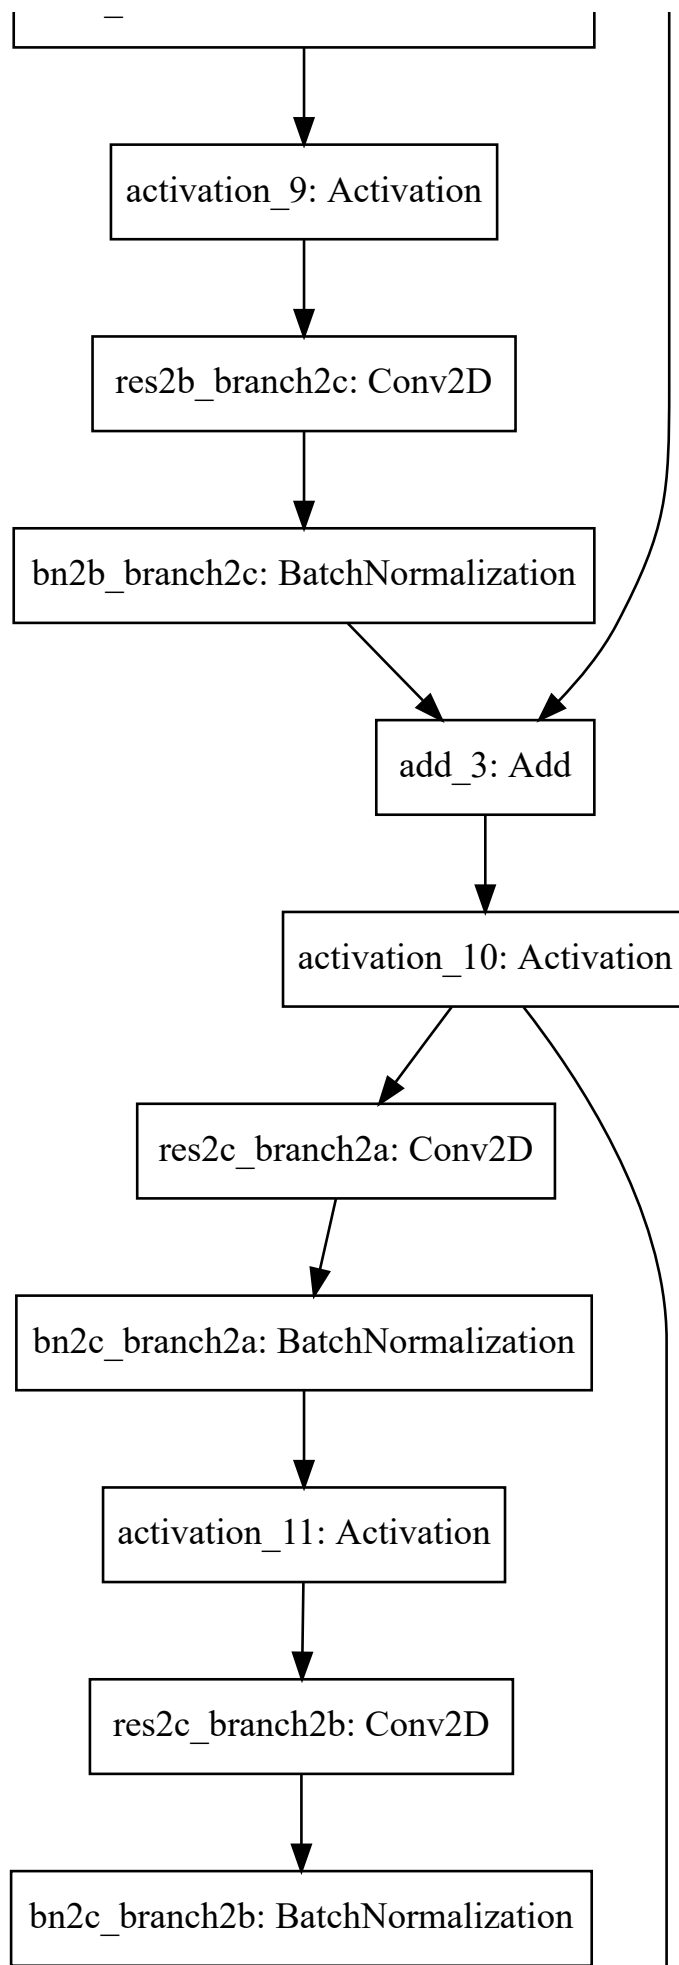 activation_9: Activation
res2b_branch2c: Conv2D
bn2b_branch2c: BatchNormalization
add_3: Add
activation_10: Activation
res2c_branch2a: Conv2D
bn2c_branch2a: BatchNormalization
activation_11: Activation
res2c_branch2b: Conv2D
bn2c_branch2b: BatchNormalization